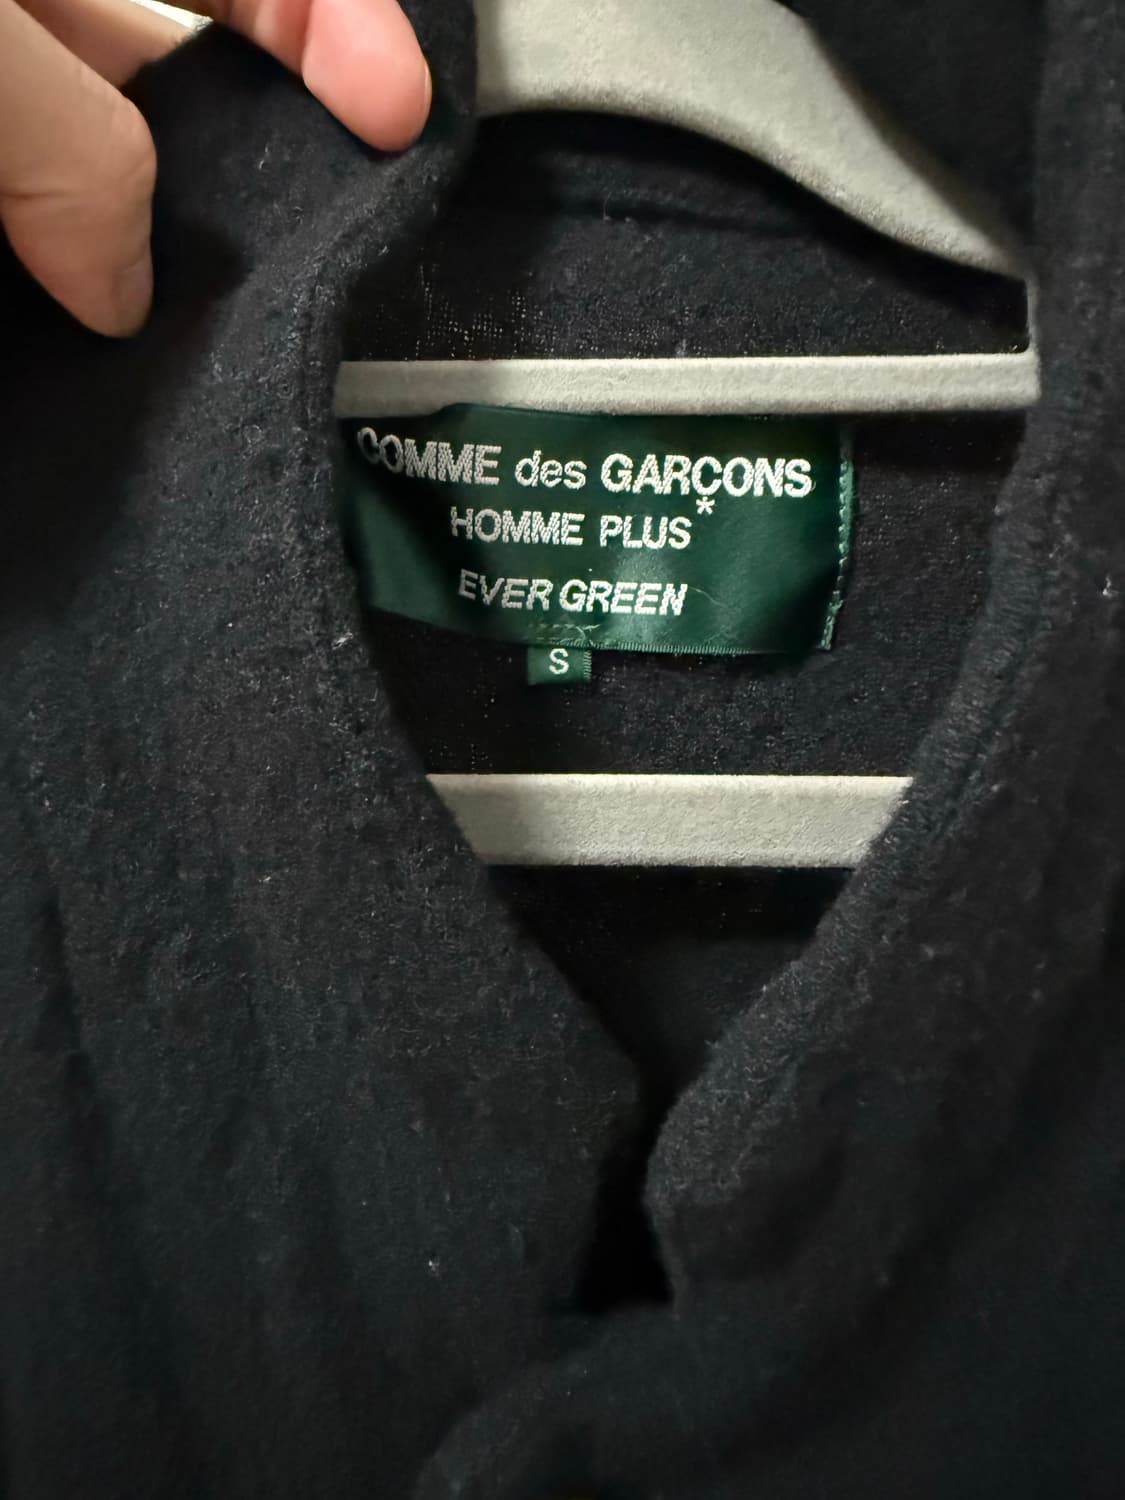 COMME des GARÇONS
HOMME PLUS*
EVER GREEN
S